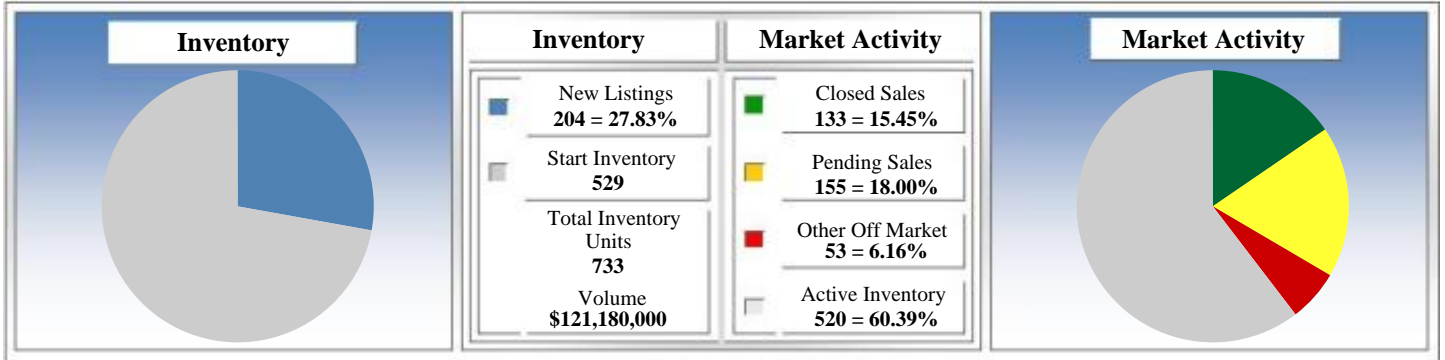 Inventory
Inventory
Market Activity
New Listings
204 = 27.83%
Start Inventory
529
Total Inventory
Units
733
Volume
$121,180,000
Closed Sales
133 = 15.45%
Pending Sales
155 = 18.00%
Other Off Market
53 = 6.16%
Active Inventory
520 = 60.39%
Market Activity